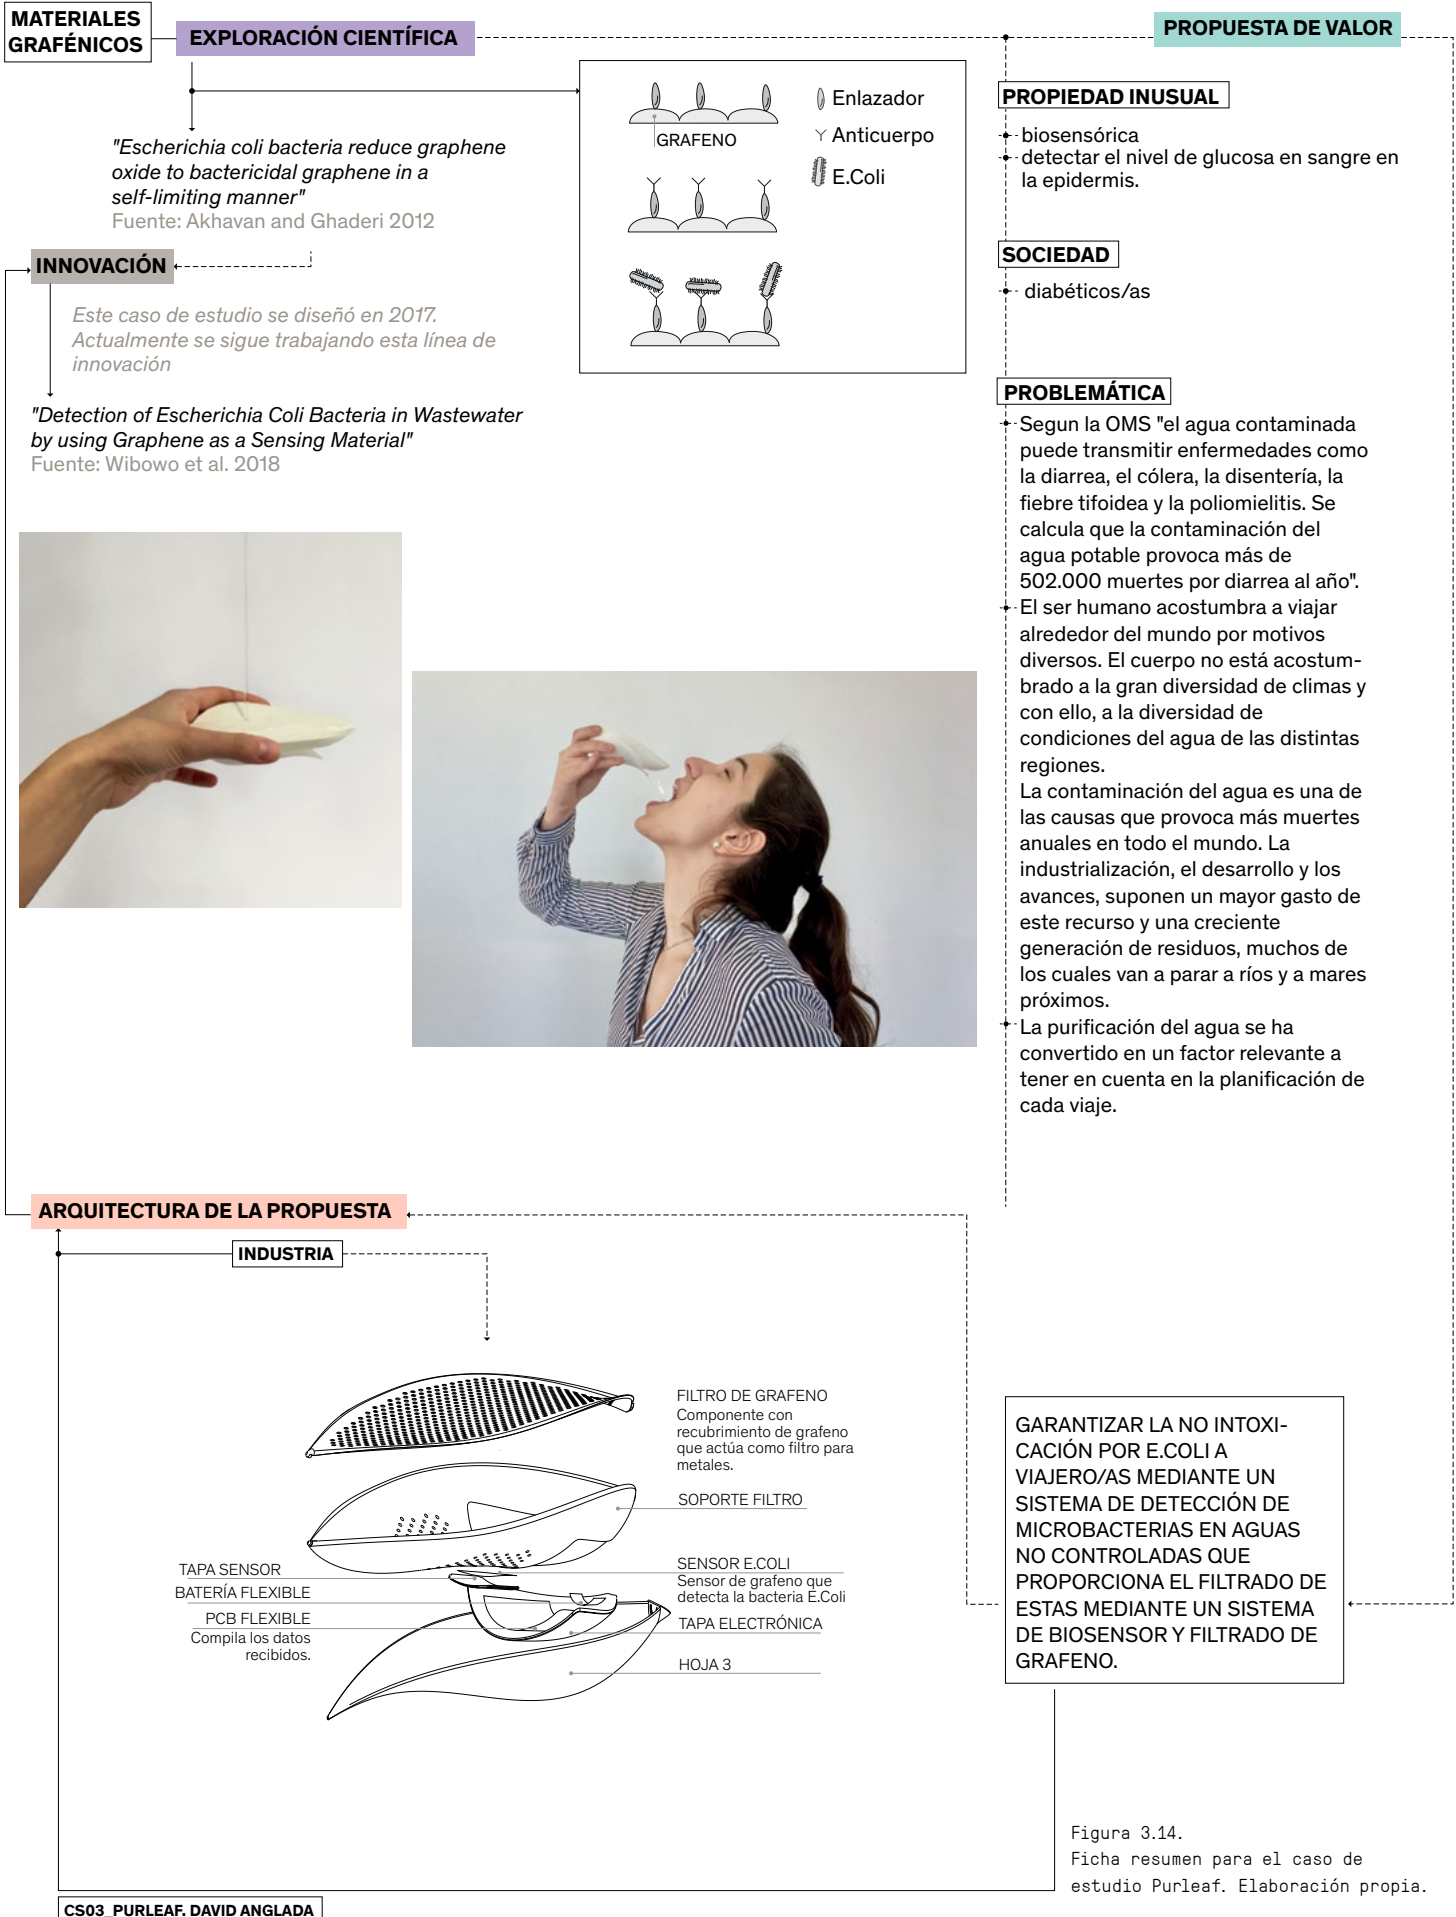 MATERIALES
GRAFÉNICOS
EXPLORACIÓN CIENTÍFICA
PROPUESTA DE VALOR
"Escherichia coli bacteria reduce graphene
oxide to bactericidal graphene in a
self-limiting manner"
Fuente: Akhavan and Ghaderi 2012
GRAFENO
Enlazador
Anticuerpo
E.Coli
INNOVACIÓN
Este caso de estudio se diseñó en 2017.
Actualmente se sigue trabajando esta línea de
innovación
"Detection of Escherichia Coli Bacteria in Wastewater
by using Graphene as a Sensing Material"
Fuente: Wibowo et al. 2018
PROPIEDAD INUSUAL
biosensórica
detectar el nivel de glucosa en sangre en
la epidermis.
SOCIEDAD
diabéticos/as
PROBLEMÁTICA
Segun la OMS "el agua contaminada
puede transmitir enfermedades como
la diarrea, el cólera, la disentería, la
fiebre tifoidea y la poliomielitis. Se
calcula que la contaminación del
agua potable provoca más de
502.000 muertes por diarrea al año".
El ser humano acostumbra a viajar
alrededor del mundo por motivos
diversos. El cuerpo no está acostum-
brado a la gran diversidad de climas y
con ello, a la diversidad de
condiciones del agua de las distintas
regiones.
La contaminación del agua es una de
las causas que provoca más muertes
anuales en todo el mundo. La
industrialización, el desarrollo y los
avances, suponen un mayor gasto de
este recurso y una creciente
generación de residuos, muchos de
los cuales van a parar a ríos y a mares
próximos.
La purificación del agua se ha
convertido en un factor relevante a
tener en cuenta en la planificación de
cada viaje.
ARQUITECTURA DE LA PROPUESTA
INDUSTRIA
FILTRO DE GRAFENO
Componente con
recubrimiento de grafeno
que actúa como filtro para
metales.
SOPORTE FILTRO
TAPA SENSOR
BATERÍA FLEXIBLE
PCB FLEXIBLE
Compila los datos
recibidos.
SENSOR E.COLI
Sensor de grafeno que
detecta la bacteria E.Coli
TAPA ELECTRÓNICA
HOJA 3
GARANTIZAR LA NO INTOXI-
CACIÓN POR E.COLI A
VIAJERO/AS MEDIANTE UN
SISTEMA DE DETECCIÓN DE
MICROBACTERIAS EN AGUAS
NO CONTROLADAS QUE
PROPORCIONA EL FILTRADO DE
ESTAS MEDIANTE UN SISTEMA
DE BIOSENSOR Y FILTRADO DE
GRAFENO.
Figura 3.14.
Ficha resumen para el caso de
estudio Purleaf. Elaboración propia.
CS03_PURLEAF. DAVID ANGLADA